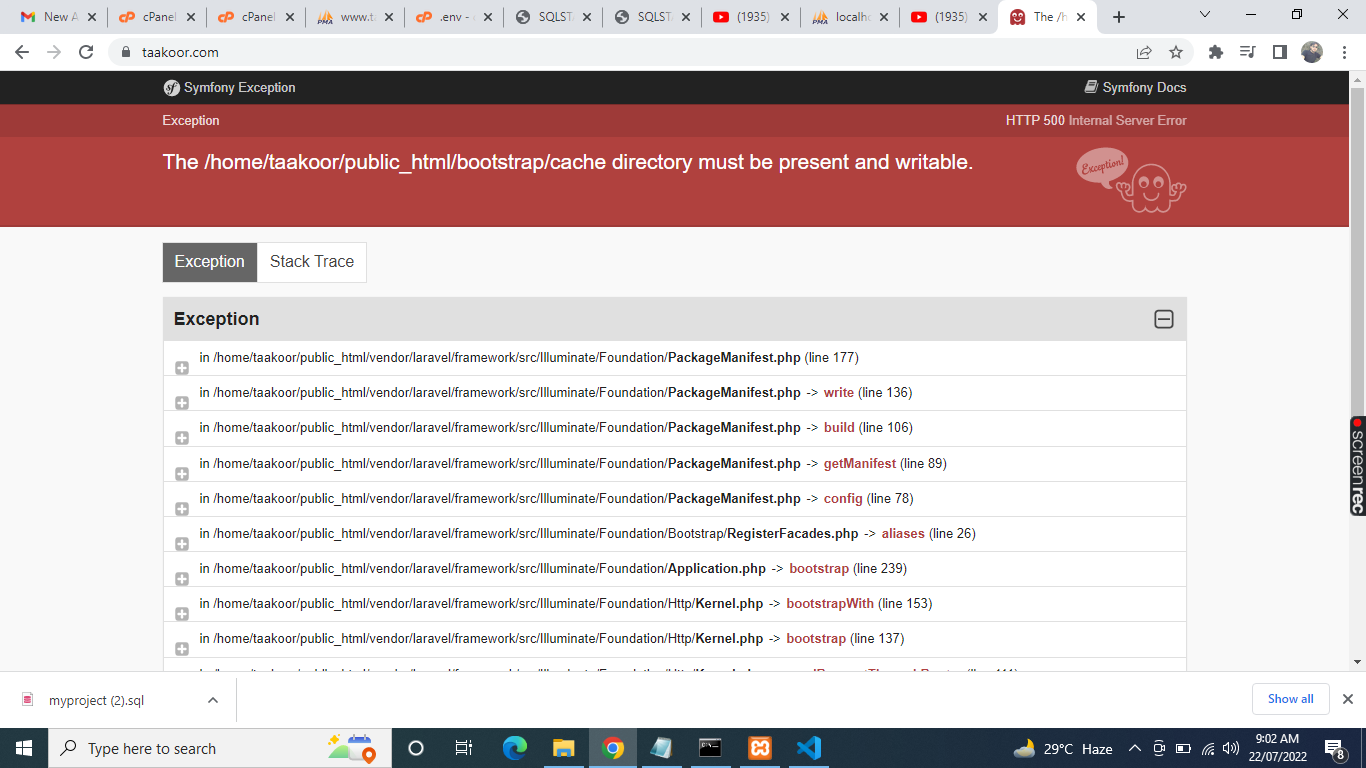 New A
cPanel
cPanel
www.ta
.env -
SQLST
SQLST
(1935)
localho
(1935)
The /h
taakoor.com
Symfony Exception
Symfony Docs
Exception
HTTP 500 Internal Server Error
The /home/taakoor/public_html/bootstrap/cache directory must be present and writable.
Exception!
Exception
Stack Trace
Exception
in /home/taakoor/public_html/vendor/laravel/framework/src/Illuminate/Foundation/PackageManifest.php (line 177)
in /home/taakoor/public_html/vendor/laravel/framework/src/Illuminate/Foundation/PackageManifest.php -> write (line 136)
in /home/taakoor/public_html/vendor/laravel/framework/src/Illuminate/Foundation/PackageManifest.php -> build (line 106)
in /home/taakoor/public_html/vendor/laravel/framework/src/Illuminate/Foundation/PackageManifest.php -> getManifest (line 89)
in /home/taakoor/public_html/vendor/laravel/framework/src/Illuminate/Foundation/PackageManifest.php -> config (line 78)
in /home/taakoor/public_html/vendor/laravel/framework/src/Illuminate/Foundation/Bootstrap/RegisterFacades.php -> aliases (line 26)
in /home/taakoor/public_html/vendor/laravel/framework/src/Illuminate/Foundation/Application.php -> bootstrap (line 239)
in /home/taakoor/public_html/vendor/laravel/framework/src/Illuminate/Foundation/Http/Kernel.php -> bootstrapWith (line 153)
in /home/taakoor/public_html/vendor/laravel/framework/src/Illuminate/Foundation/Http/Kernel.php -> bootstrap (line 137)
screenrec
myproject (2).sql
Show all
Type here to search
29°C Haze
9:02 AM
22/07/2022
8